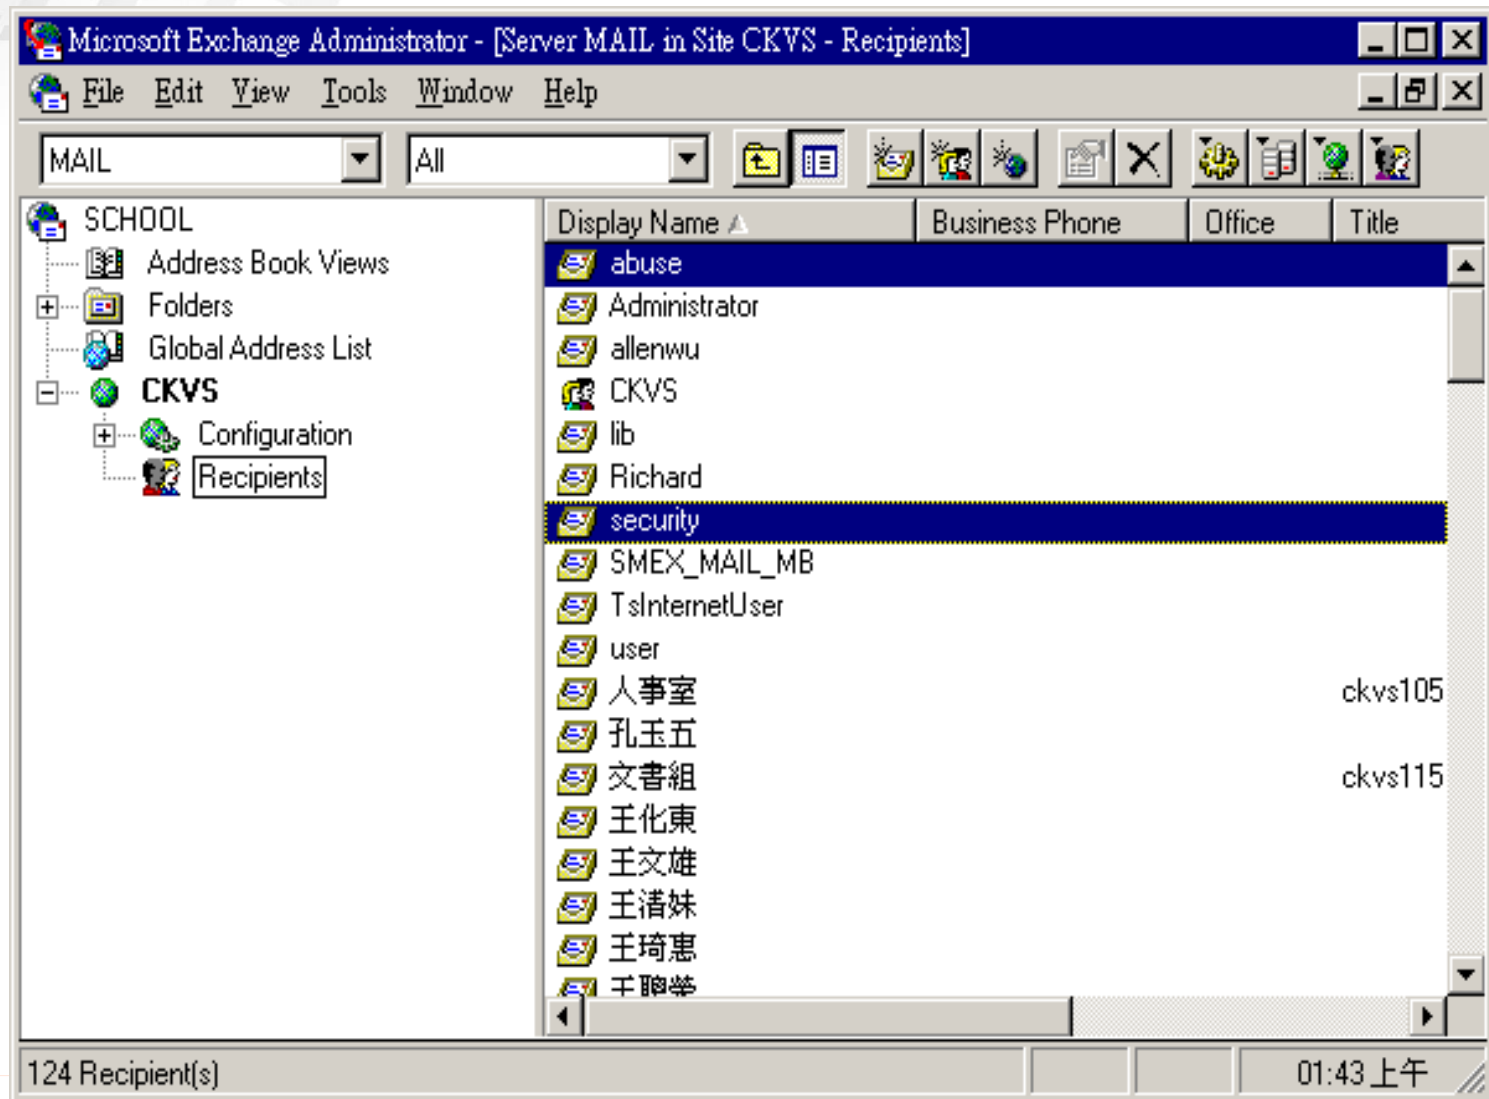 Microsoft Exchange Administrator - [Server MAIL in Site CKVS - Recipients]
File Edit View Tools Window Help
MAIL All
SCHOOL
Address Book Views
Folders
Global Address List
CKVS
Configuration
Recipients
Display Name Business Phone Office Title
abuse
Administrator
allenwu
CKVS
lib
Richard
security
SMEX_MAIL_MB
TsInternetUser
user
人事室 ckvs105
孔玉五
文書組 ckvs115
王化東
王文雄
王渚妹
王琦惠
124 Recipient(s) 01:43 上午